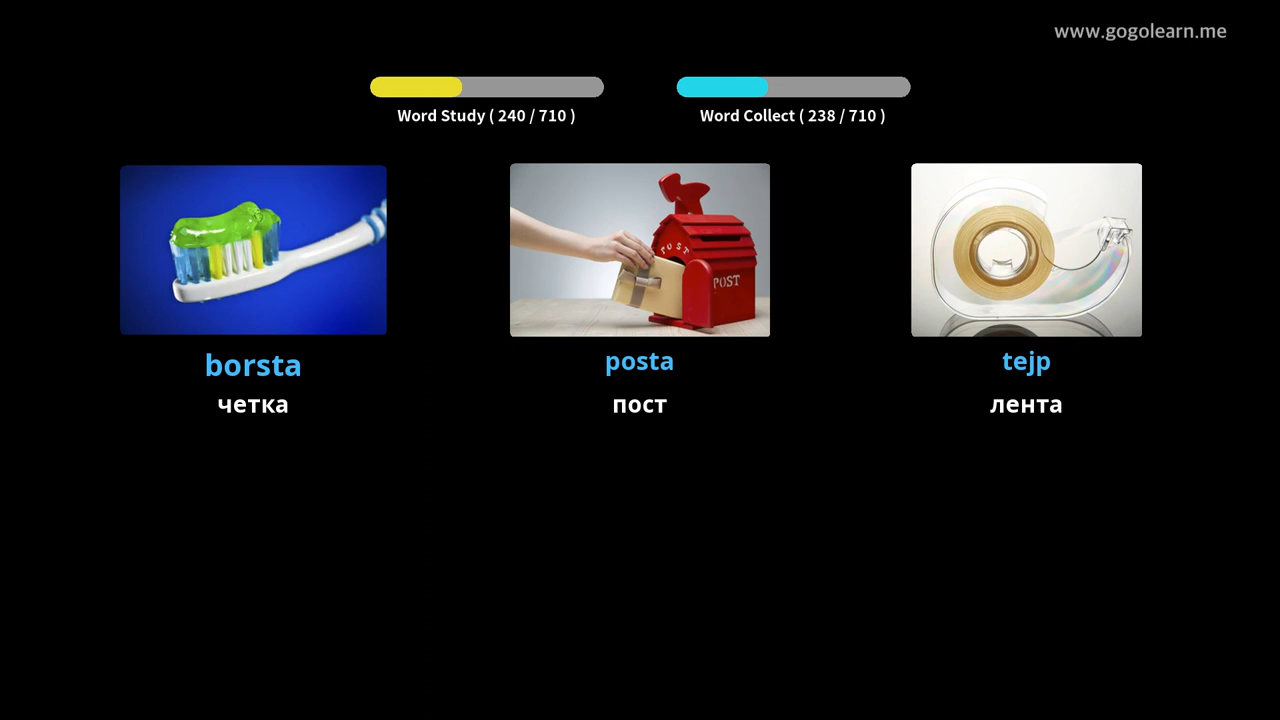 www.gogolearn.me
Word Study ( 240 / 710 )
Word Collect ( 238 / 710 )
POST
POST
borsta
posta
tejp
четка
пост
лента